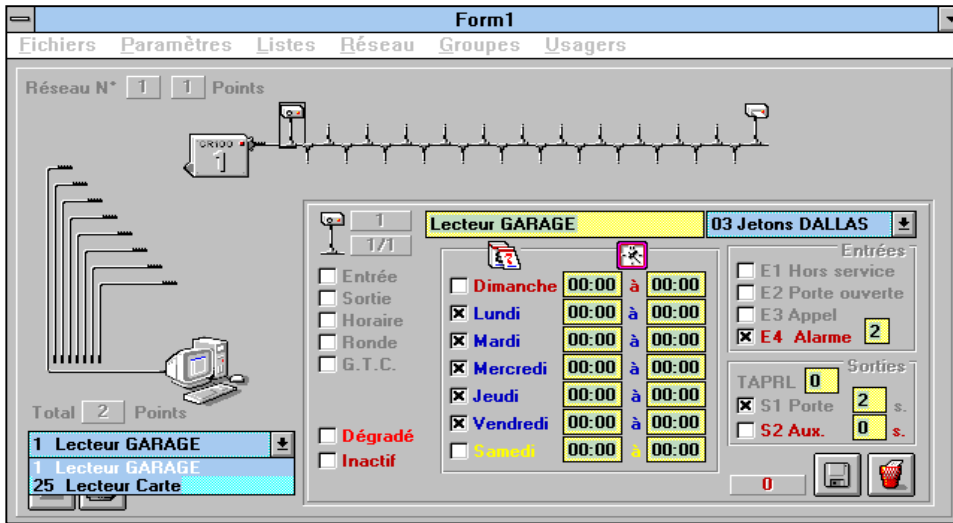 Form1
Fichiers Paramètres Listes Réseau Groupes Usagers
Réseau N° 1 1 Points
CR100
1
1
1/1
Lecteur GARAGE
03 Jetons DALLAS
Entrée
Sortie
Horaire
Ronde
G.T.C.
Dégradé
Inactif
Dimanche 00:00 à 00:00
Lundi 00:00 à 00:00
Mardi 00:00 à 00:00
Mercredi 00:00 à 00:00
Jeudi 00:00 à 00:00
Vendredi 00:00 à 00:00
Samedi 00:00 à 00:00
Entrées
E1 Hors service
E2 Porte ouverte
E3 Appel
E4 Alarme 2
Sorties
TAPRL 0
S1 Porte 2 s.
S2 Aux. 0 s.
0
Total 2 Points
1 Lecteur GARAGE
1 Lecteur GARAGE
25 Lecteur Carte